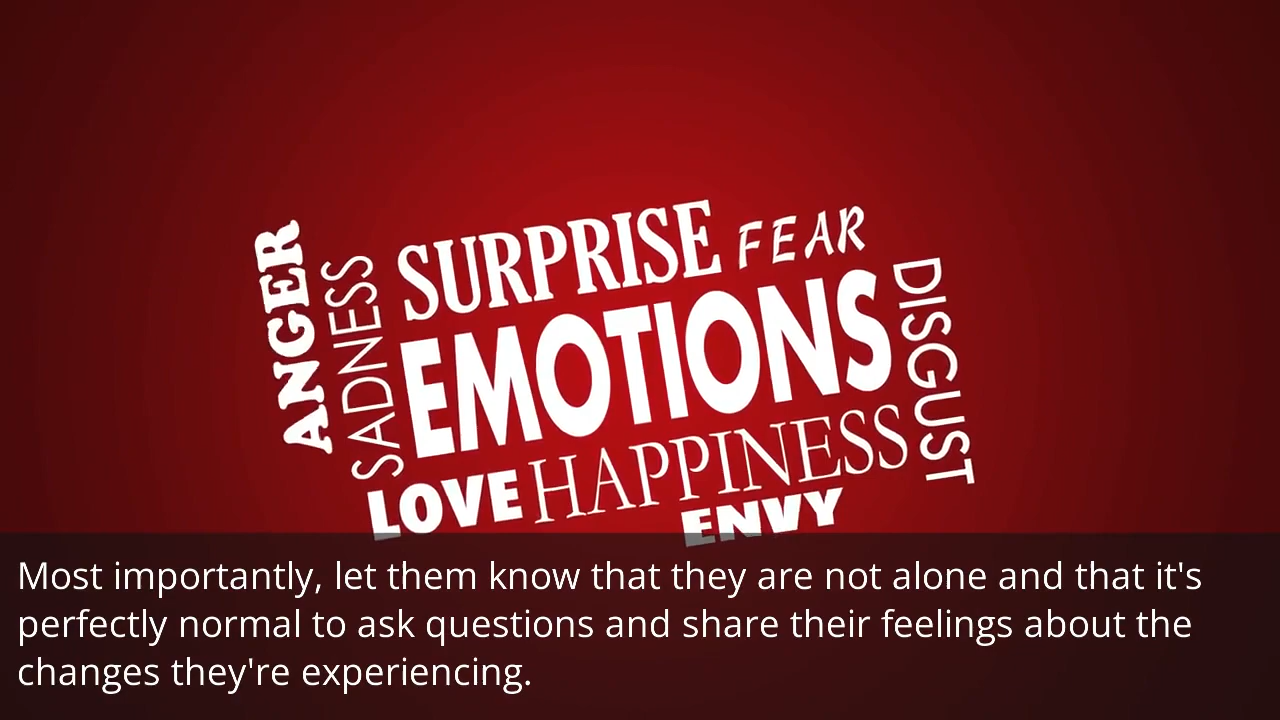 ANGER
SADNESS
SURPRISE
FEAR
EMOTIONS
DISGUST
LOVE
HAPPINESS
ENVY
Most importantly, let them know that they are not alone and that it's
perfectly normal to ask questions and share their feelings about the
changes they're experiencing.